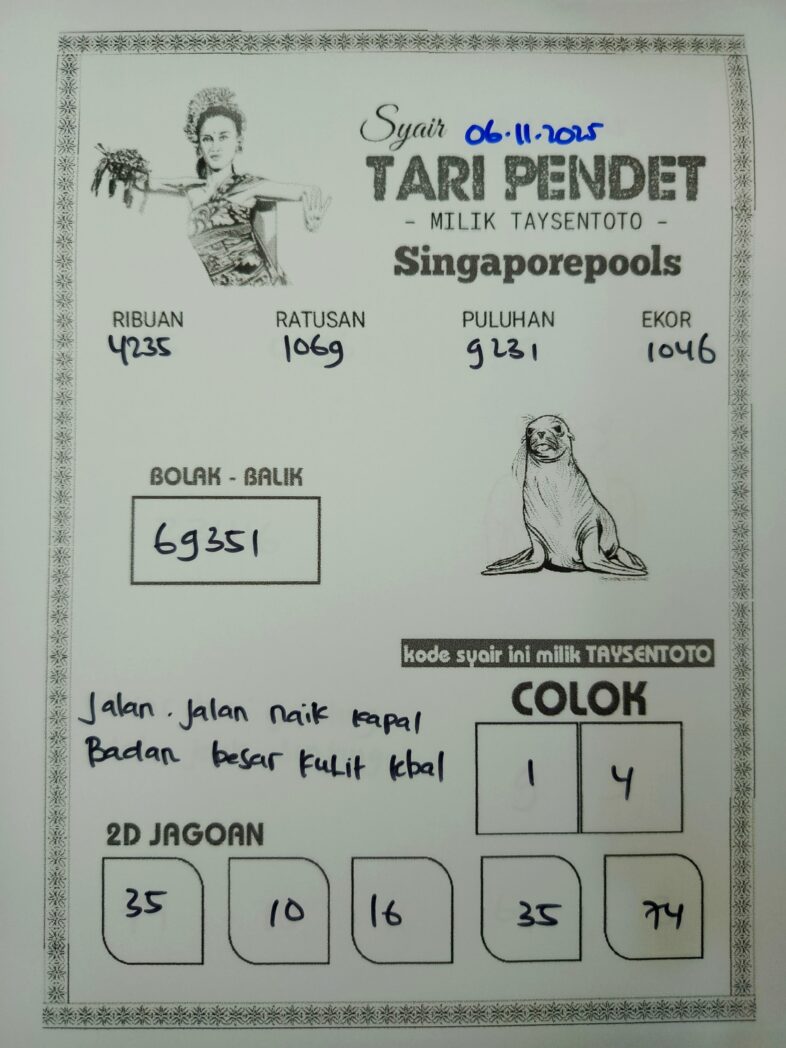 Syair 06.11.2025
TARI PENDET
- MILIK TAYSENTOTO -
Singaporepools
RIBUAN RATUSAN PULUHAN EKOR
4235 1069 9231 1046
BOLAK - BALIK
69351
kode syair ini milik TAYSENTOTO
Jalan . Jalan naik kapal
Badan besar kulit kbal
COLOK
1 4
2D JAGOAN
35 10 16 35 74